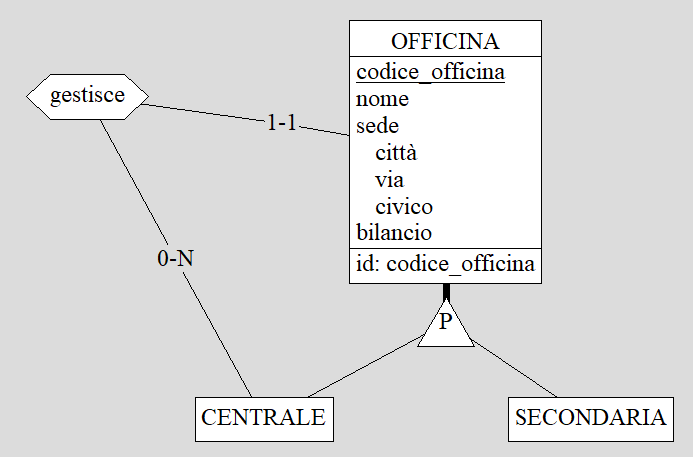 OFFICINA
codice_officina
nome
sede
città
via
civico
bilancio
id: codice_officina
gestisce
1-1
0-N
P
CENTRALE
SECONDARIA